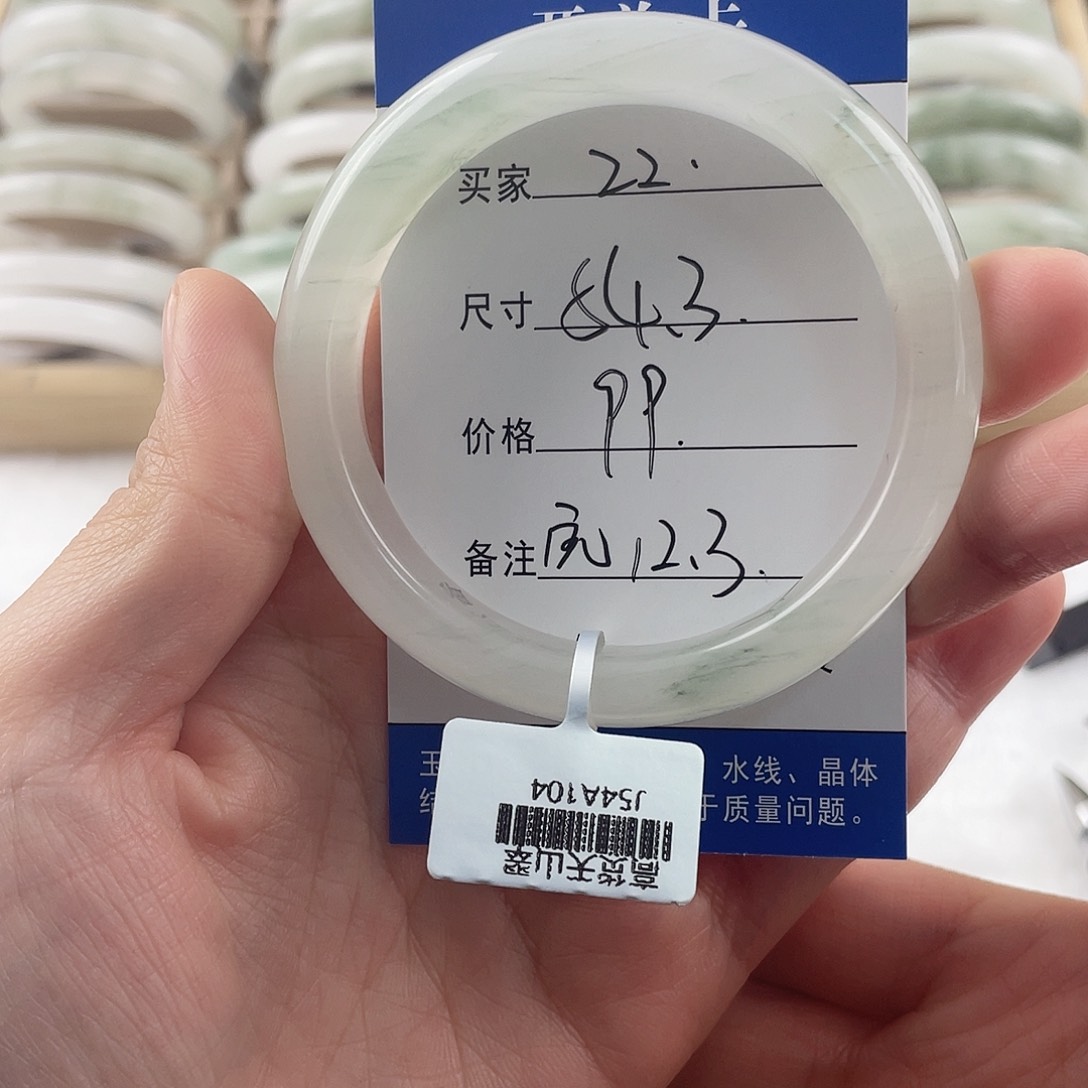 买家 22.
尺寸 64.3.
价格 99.
备注 宽 12.3.
水线、晶体
于质量问题。
高货天山翠
J54A104